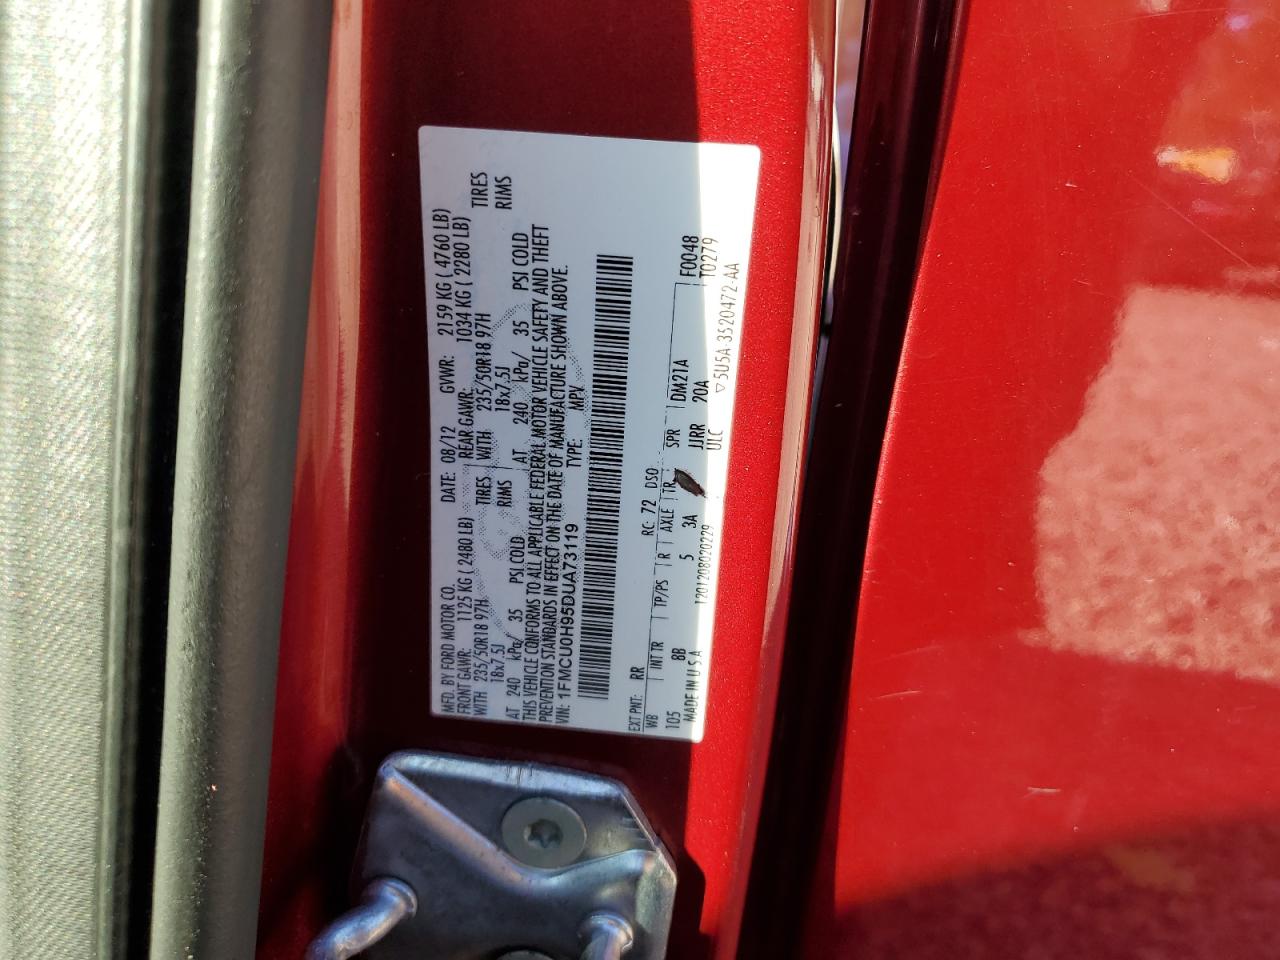 MFD. BY FORD MOTOR CO. DATE: 08/12 GVWR: 2159 KG ( 4760 LB)
FRONT GAWR: 1125 KG ( 2480 LB) REAR GAWR: 1034 KG ( 2280 LB)
WITH 235/50R18 97H TIRES WITH 235/50R18 97H TIRES
18x7.5J RIMS 18x7.5J RIMS
AT 240 kPa/ 35 PSI COLD AT 240 kPa/ 35 PSI COLD
THIS VEHICLE CONFORMS TO ALL APPLICABLE FEDERAL MOTOR VEHICLE SAFETY AND THEFT
PREVENTION STANDARDS IN EFFECT ON THE DATE OF MANUFACTURE SHOWN ABOVE.
VIN: 1FMCU0H95DUA73119 TYPE: MPV
EXT PNT: RR RC: 72 DSO:
WB INT TR TP/PS R AXLE TR SPR DM21A F0048
105 8B 5 3A JJRR 20A T0279
MADE IN U.S.A 1201208020229 ULC ▽5U5A-3520472-AA